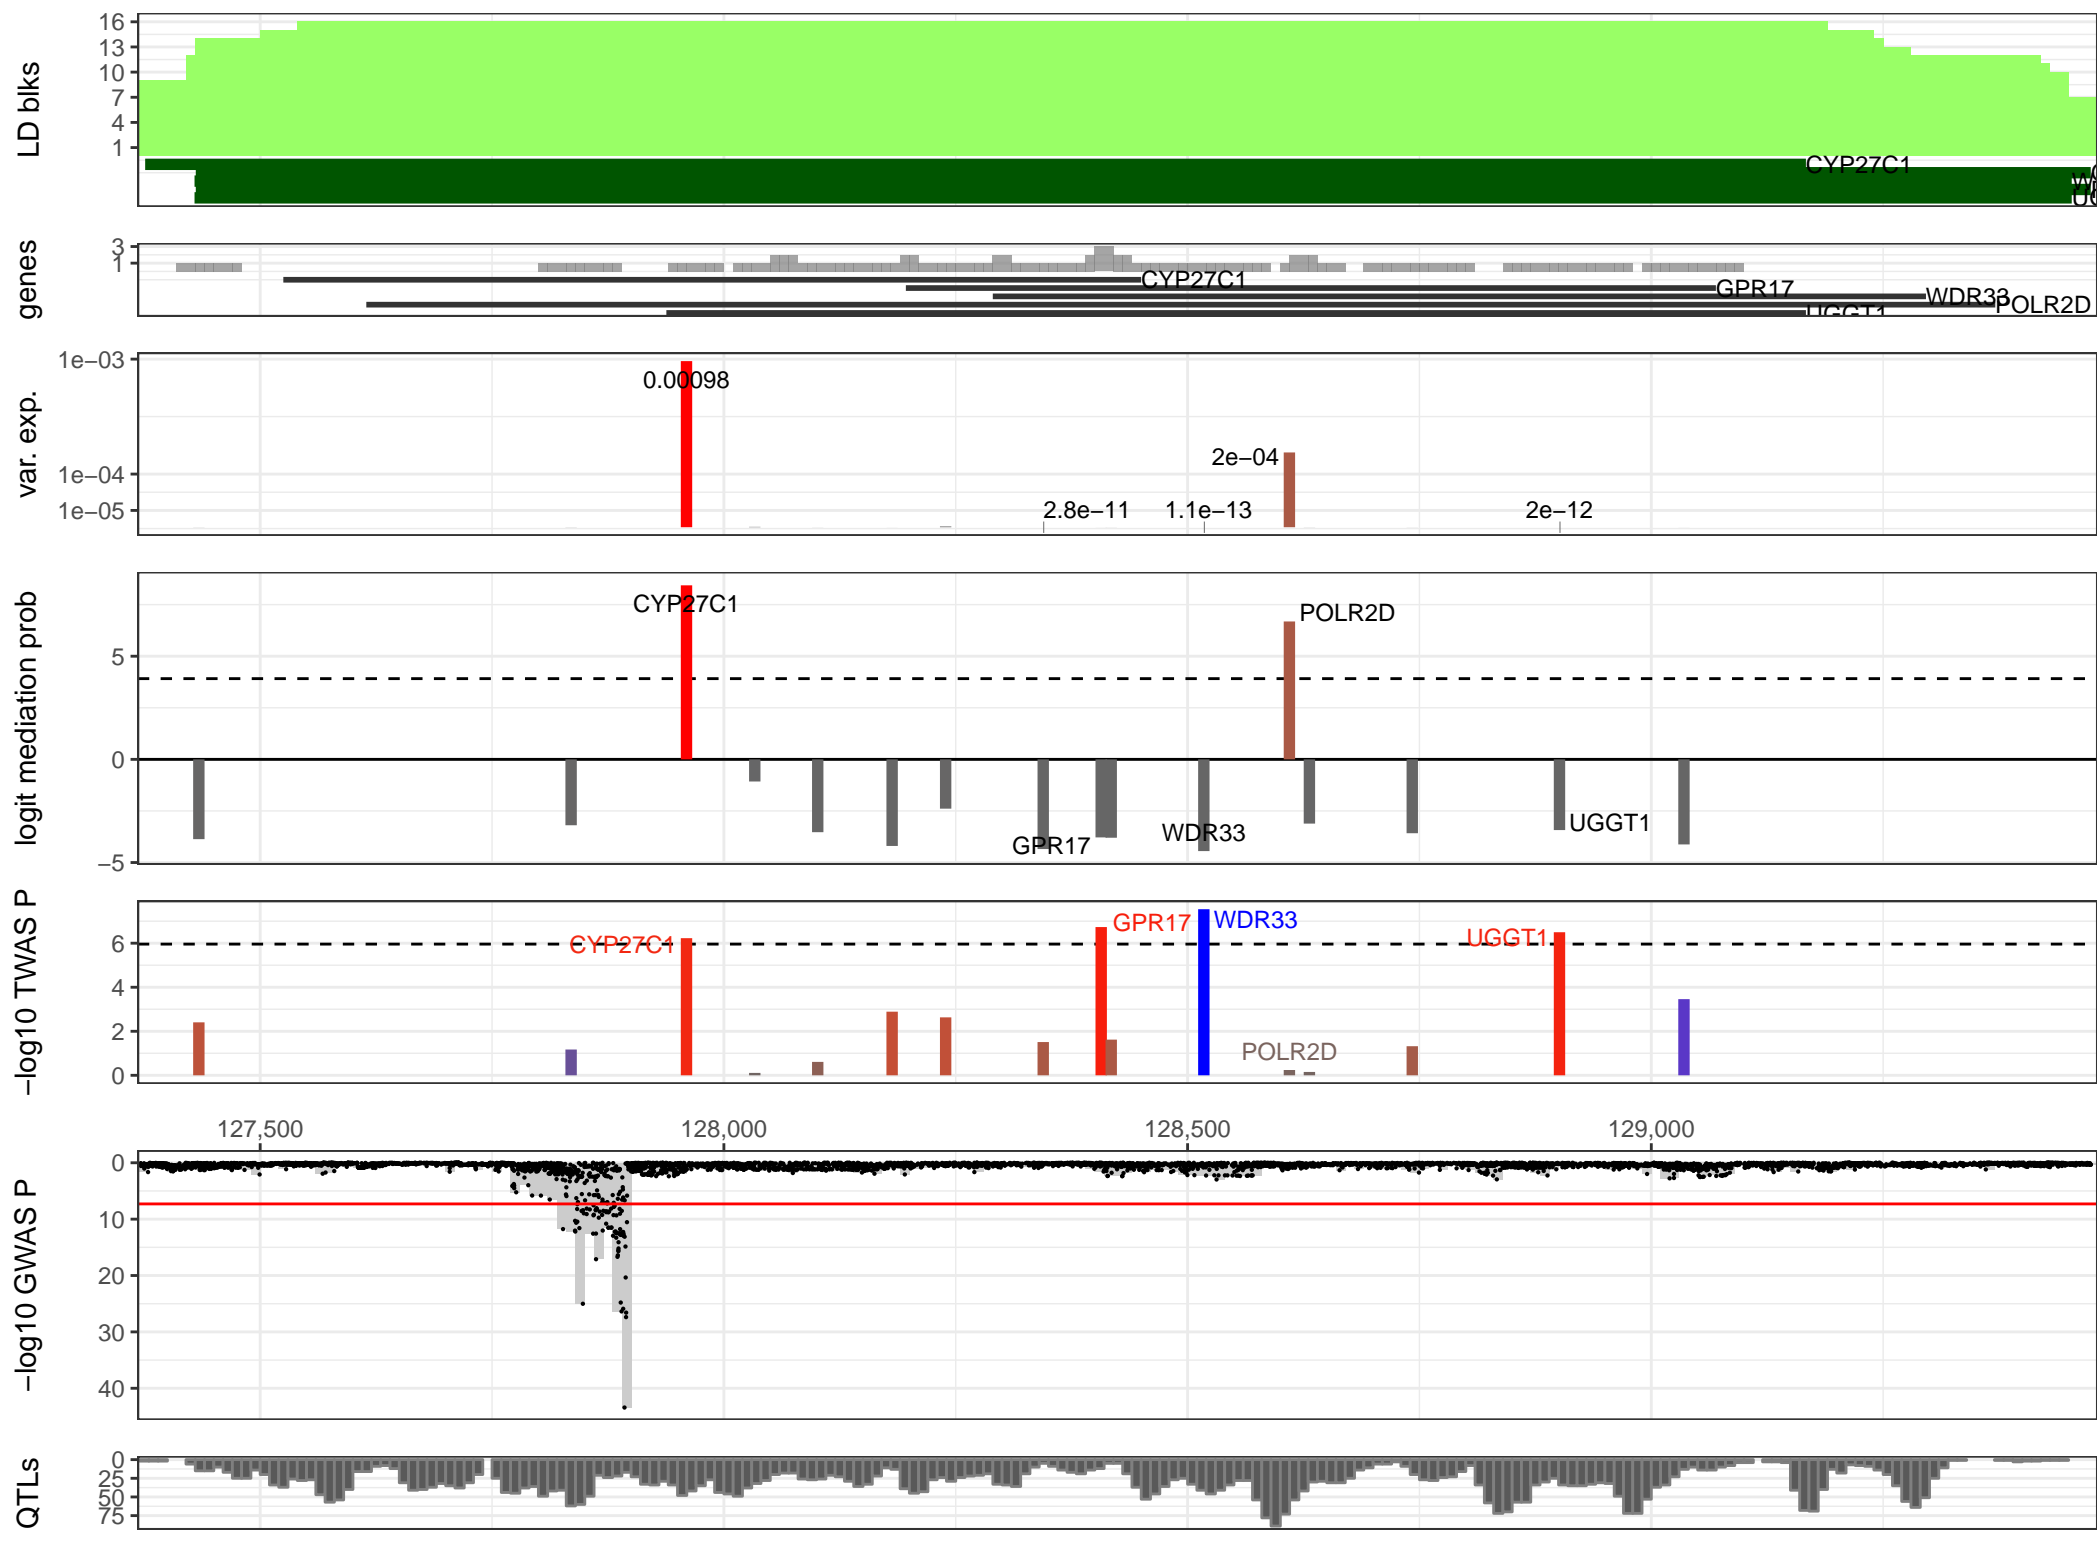 LD blks
16
13
10
7
4
1
CYP27C1
genes
3
1
CYP27C1
GPR17
WDR33
POLR2D
UGGT1
var. exp.
1e−03
1e−04
1e−05
0.00098
2e−04
2.8e−11
1.1e−13
2e−12
logit mediation prob
5
0
−5
CYP27C1
POLR2D
GPR17
WDR33
UGGT1
−log10 TWAS P
6
4
2
0
CYP27C1
GPR17
WDR33
UGGT1
POLR2D
127,500
128,000
128,500
129,000
−log10 GWAS P
0
10
20
30
40
QTLs
0
25
50
75